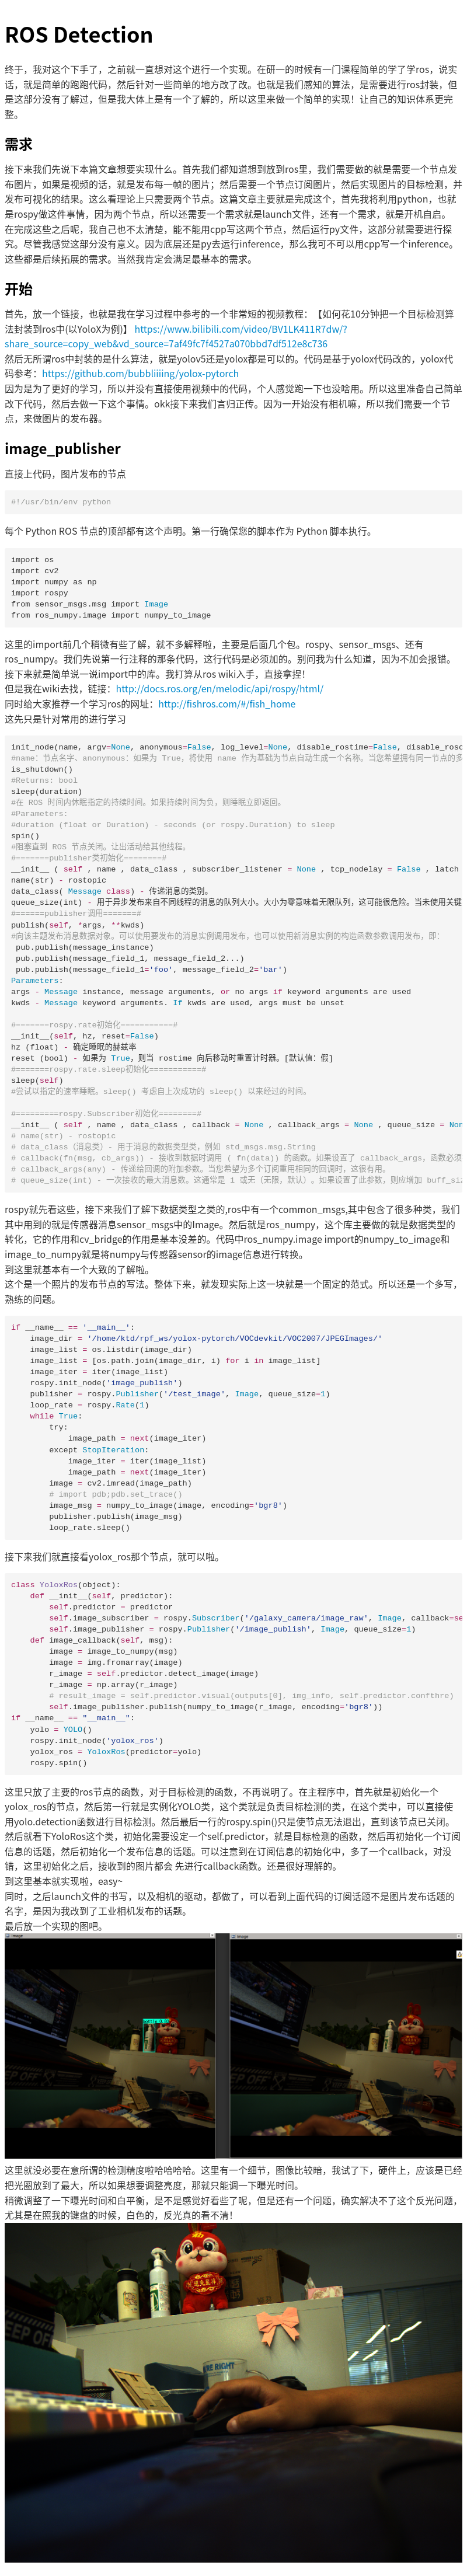 ROS Detection
终于，我对这个下手了，之前就一直想对这个进行一个实现。在研一的时候有一门课程简单的学了学ros，说实
话，就是简单的跑跑代码，然后针对一些简单的地方改了改。也就是我们感知的算法，是需要进行ros封装，但
是这部分没有了解过，但是我大体上是有一个了解的，所以这里来做一个简单的实现！让自己的知识体系更完
整。
需求
接下来我们先说下本篇文章想要实现什么。首先我们都知道想到放到ros里，我们需要做的就是需要一个节点发
布图片，如果是视频的话，就是发布每一帧的图片；然后需要一个节点订阅图片，然后实现图片的目标检测，并
发布可视化的结果。这么看理论上只需要两个节点。这篇文章主要就是完成这个，首先我将利用python，也就
是rospy做这件事情，因为两个节点，所以还需要一个需求就是launch文件，还有一个需求，就是开机自启。
在完成这些之后呢，我自己也不太清楚，能不能用cpp写这两个节点，然后运行py文件，这部分就需要进行探
究。尽管我感觉这部分没有意义。因为底层还是py去运行inference，那么我可不可以用cpp写一个inference。
这些都是后续拓展的需求。当然我肯定会满足最基本的需求。
开始
首先，放一个链接，也就是我在学习过程中参考的一个非常短的视频教程：【如何花10分钟把一个目标检测算
法封装到ros中(以YoloX为例)】 https://www.bilibili.com/video/BV1LK411R7dw/?
share_source=copy_web&vd_source=7af49fc7f4527a070bbd7df512e8c736
然后无所谓ros中封装的是什么算法，就是yolov5还是yolox都是可以的。代码是基于yolox代码改的，yolox代
码参考：https://github.com/bubbliiiing/yolox-pytorch
因为是为了更好的学习，所以并没有直接使用视频中的代码，个人感觉跑一下也没啥用。所以这里准备自己简单
改下代码，然后去做一下这个事情。okk接下来我们言归正传。因为一开始没有相机嘛，所以我们需要一个节
点，来做图片的发布器。
image_publisher
直接上代码，图片发布的节点
#!/usr/bin/env python
每个 Python ROS 节点的顶部都有这个声明。第一行确保您的脚本作为 Python 脚本执行。
import os
import cv2
import numpy as np
import rospy
from sensor_msgs.msg import Image
from ros_numpy.image import numpy_to_image
这里的import前几个稍微有些了解，就不多解释啦，主要是后面几个包。rospy、sensor_msgs、还有
ros_numpy。我们先说第一行注释的那条代码，这行代码是必须加的。别问我为什么知道，因为不加会报错。
接下来就是简单说一说import中的库。我打算从ros wiki入手，直接拿捏！
但是我在wiki去找，链接：http://docs.ros.org/en/melodic/api/rospy/html/
同时给大家推荐一个学习ros的网址：http://fishros.com/#/fish_home
这先只是针对常用的进行学习
init_node(name, argv=None, anonymous=False, log_level=None, disable_rostime=False, disable_rosc
#name：节点名字、anonymous：如果为 True，将使用 name 作为基础为节点自动生成一个名称。当您希望拥有同一节点的多
is_shutdown()
#Returns: bool
sleep(duration)
#在 ROS 时间内休眠指定的持续时间。如果持续时间为负，则睡眠立即返回。
#Parameters:
#duration (float or Duration) - seconds (or rospy.Duration) to sleep
spin()
#阻塞直到 ROS 节点关闭。让出活动给其他线程。
#=======publisher类初始化========#
__init__ ( self , name , data_class , subscriber_listener = None , tcp_nodelay = False , latch
name(str) - rostopic
data_class( Message class) - 传递消息的类别。
queue_size(int) - 用于异步发布来自不同线程的消息的队列大小。大小为零意味着无限队列，这可能很危险。当未使用关键
#======publisher调用=======#
publish(self, *args, **kwds)
#向该主题发布消息数据对象。可以使用要发布的消息实例调用发布，也可以使用新消息实例的构造函数参数调用发布，即：
pub.publish(message_instance)
pub.publish(message_field_1, message_field_2...)
pub.publish(message_field_1='foo', message_field_2='bar')
Parameters:
args - Message instance, message arguments, or no args if keyword arguments are used
kwds - Message keyword arguments. If kwds are used, args must be unset
#=======rospy.rate初始化===========#
__init__(self, hz, reset=False)
hz (float) - 确定睡眠的赫兹率
reset (bool) - 如果为 True，则当 rostime 向后移动时重置计时器。[默认值：假]
#=======rospy.rate.sleep初始化===========#
sleep(self)
#尝试以指定的速率睡眠。sleep() 考虑自上次成功的 sleep() 以来经过的时间。
#=========rospy.Subscriber初始化========#
__init__ ( self , name , data_class , callback = None , callback_args = None , queue_size = Non
# name(str) - rostopic
# data_class（消息类）- 用于消息的数据类型类，例如 std_msgs.msg.String
# callback(fn(msg, cb_args)) - 接收到数据时调用 ( fn(data)) 的函数。如果设置了 callback_args，函数必须
# callback_args(any) - 传递给回调的附加参数。当您希望为多个订阅重用相同的回调时，这很有用。
# queue_size(int) - 一次接收的最大消息数。这通常是 1 或无（无限，默认）。如果设置了此参数，则应增加 buff_siz
rospy就先看这些，接下来我们了解下数据类型之类的,ros中有一个common_msgs,其中包含了很多种类，我们
其中用到的就是传感器消息sensor_msgs中的Image。然后就是ros_numpy，这个库主要做的就是数据类型的
转化，它的作用和cv_bridge的作用是基本没差的。代码中ros_numpy.image import的numpy_to_image和
image_to_numpy就是将numpy与传感器sensor的image信息进行转换。
到这里就基本有一个大致的了解啦。
这个是一个照片的发布节点的写法。整体下来，就发现实际上这一块就是一个固定的范式。所以还是一个多写，
熟练的问题。
if __name__ == '__main__':
image_dir = '/home/ktd/rpf_ws/yolox-pytorch/VOCdevkit/VOC2007/JPEGImages/'
image_list = os.listdir(image_dir)
image_list = [os.path.join(image_dir, i) for i in image_list]
image_iter = iter(image_list)
rospy.init_node('image_publish')
publisher = rospy.Publisher('/test_image', Image, queue_size=1)
loop_rate = rospy.Rate(1)
while True:
try:
image_path = next(image_iter)
except StopIteration:
image_iter = iter(image_list)
image_path = next(image_iter)
image = cv2.imread(image_path)
# import pdb;pdb.set_trace()
image_msg = numpy_to_image(image, encoding='bgr8')
publisher.publish(image_msg)
loop_rate.sleep()
接下来我们就直接看yolox_ros那个节点，就可以啦。
class YoloxRos(object):
def __init__(self, predictor):
self.predictor = predictor
self.image_subscriber = rospy.Subscriber('/galaxy_camera/image_raw', Image, callback=se
self.image_publisher = rospy.Publisher('/image_publish', Image, queue_size=1)
def image_callback(self, msg):
image = image_to_numpy(msg)
image = img.fromarray(image)
r_image = self.predictor.detect_image(image)
r_image = np.array(r_image)
# result_image = self.predictor.visual(outputs[0], img_info, self.predictor.confthre)
self.image_publisher.publish(numpy_to_image(r_image, encoding='bgr8'))
if __name__ == "__main__":
yolo = YOLO()
rospy.init_node('yolox_ros')
yolox_ros = YoloxRos(predictor=yolo)
rospy.spin()
这里只放了主要的ros节点的函数，对于目标检测的函数，不再说明了。在主程序中，首先就是初始化一个
yolox_ros的节点，然后第一行就是实例化YOLO类，这个类就是负责目标检测的类，在这个类中，可以直接使
用yolo.detection函数进行目标检测。然后最后一行的rospy.spin()只是使节点无法退出，直到该节点已关闭。
然后就看下YoloRos这个类，初始化需要设定一个self.predictor，就是目标检测的函数，然后再初始化一个订阅
信息的话题，然后初始化一个发布信息的话题。可以注意到在订阅信息的初始化中，多了一个callback，对没
错，这里初始化之后，接收到的图片都会 先进行callback函数。还是很好理解的。
到这里基本就实现啦，easy~
同时，之后launch文件的书写，以及相机的驱动，都做了，可以看到上面代码的订阅话题不是图片发布话题的
名字，是因为我改到了工业相机发布的话题。
最后放一个实现的图吧。
Image
Image
这里就没必要在意所谓的检测精度啦哈哈哈哈。这里有一个细节，图像比较暗，我试了下，硬件上，应该是已经
把光圈放到了最大，所以如果想要调整亮度，那就只能调一下曝光时间。
稍微调整了一下曝光时间和白平衡，是不是感觉好看些了呢，但是还有一个问题，确实解决不了这个反光问题，
尤其是在照我的键盘的时候，白色的，反光真的看不清！